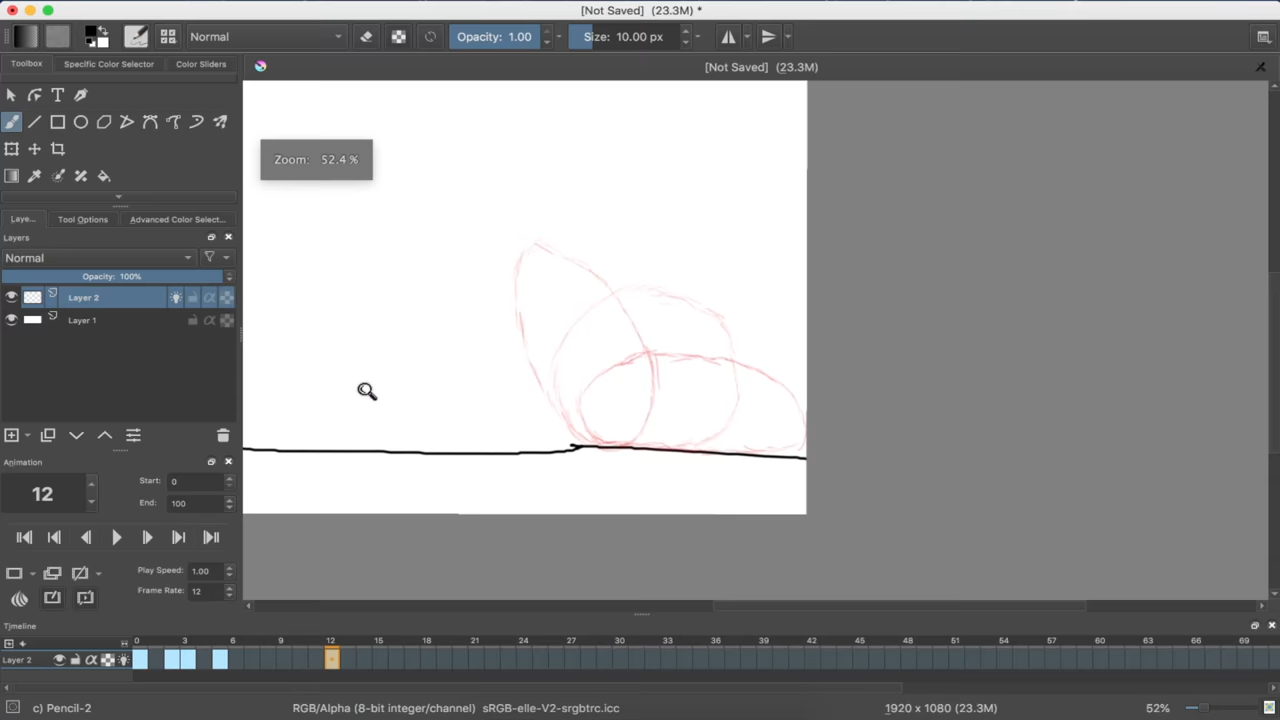 [Not Saved] (23.3M) *
Normal
Opacity: 1.00
Size: 10.00 px
Toolbox
Specific Color Selector
Color Sliders
[Not Saved] (23.3M)
T
Zoom: 52.4 %
Laye...
Tool Options
Advanced Color Select...
Layers
Normal
Opacity: 100%
Layer 2
Layer 1
Animation
12
Start: 0
End: 100
Play Speed: 1.00
Frame Rate: 12
Timeline
0 3 6 9 12 15 18 21 24 27 30 33 36 39 42 45 48 51 54 57 60 63 66 69
Layer 2
c) Pencil-2
RGB/Alpha (8-bit integer/channel) sRGB-elle-V2-srgbtrc.icc
1920 x 1080 (23.3M)
52%